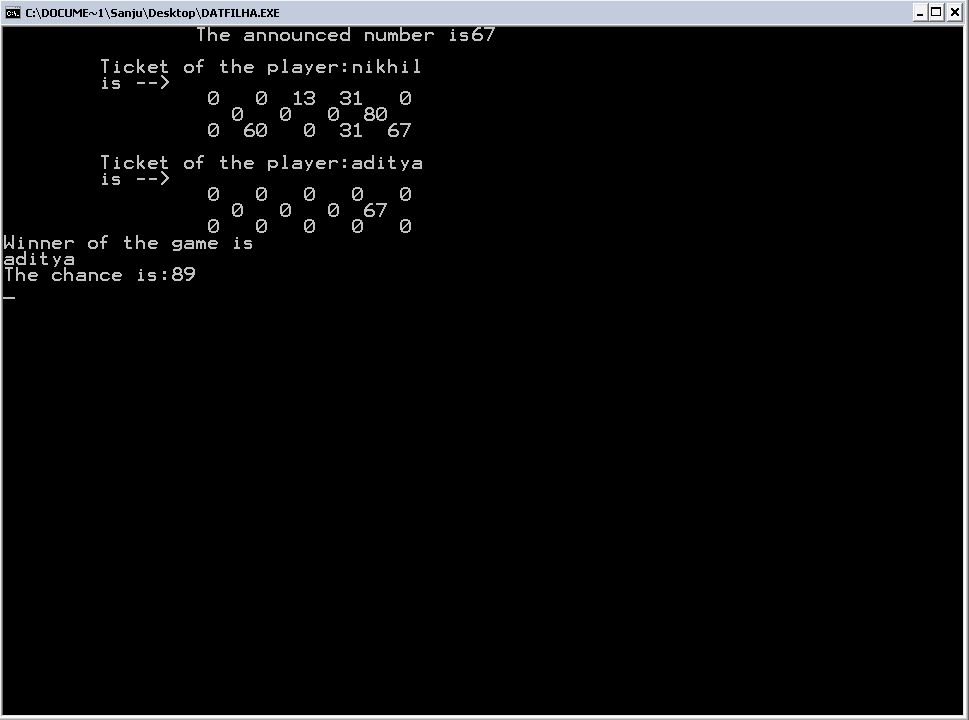 C:\DOCUME~1\Sanju\Desktop\DATFILHA.EXE
The announced number is67
Ticket of the player:nikhil
is -->
0 0 13 31 0
0 0 0 80
0 60 0 31 67
Ticket of the player:aditya
is -->
0 0 0 0 0
0 0 0 67
0 0 0 0 0
Winner of the game is
aditya
The chance is:89
_